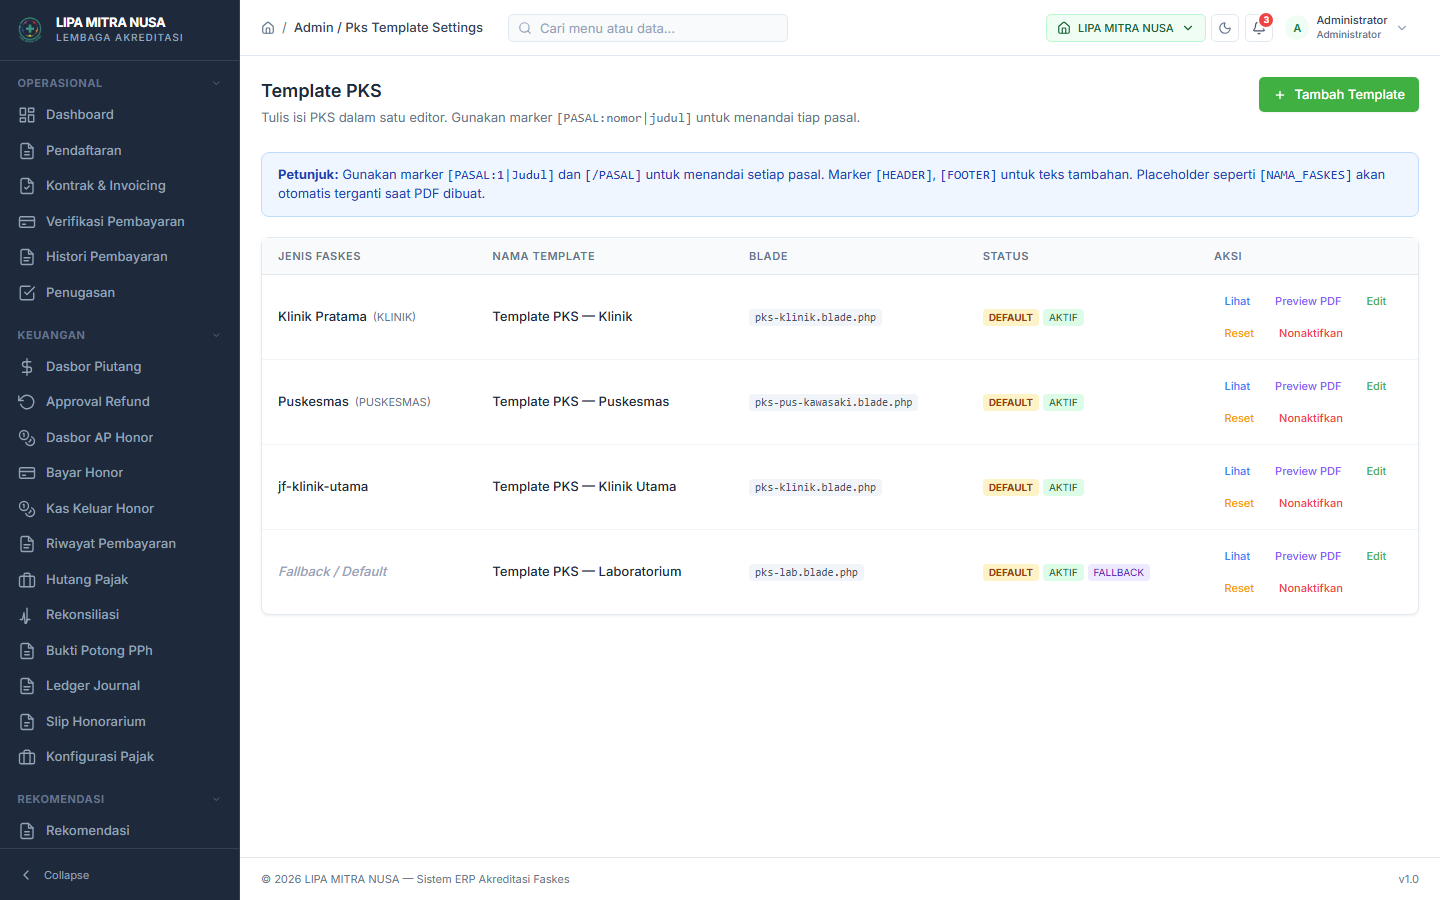 LIPA MITRA NUSA
LEMBAGA AKREDITASI
OPERASIONAL
Dashboard
Pendaftaran
Kontrak & Invoicing
Verifikasi Pembayaran
Histori Pembayaran
Penugasan
KEUANGAN
Dasbor Piutang
Approval Refund
Dasbor AP Honor
Bayar Honor
Kas Keluar Honor
Riwayat Pembayaran
Hutang Pajak
Rekonsiliasi
Bukti Potong PPh
Ledger Journal
Slip Honorarium
Konfigurasi Pajak
REKOMENDASI
Rekomendasi
Collapse
/ Admin / Pks Template Settings
Cari menu atau data...
LIPA MITRA NUSA
3
A
Administrator
Administrator
Template PKS
Tulis isi PKS dalam satu editor. Gunakan marker [PASAL:nomor|judul] untuk menandai tiap pasal.
+ Tambah Template
Petunjuk: Gunakan marker [PASAL:1|Judul] dan [/PASAL] untuk menandai setiap pasal. Marker [HEADER], [FOOTER] untuk teks tambahan. Placeholder seperti [NAMA_FASKES] akan
otomatis terganti saat PDF dibuat.
JENIS FASKES NAMA TEMPLATE BLADE STATUS AKSI
Klinik Pratama (KLINIK) Template PKS — Klinik pks-klinik.blade.php DEFAULT AKTIF Lihat Preview PDF Edit
Reset Nonaktifkan
Puskesmas (PUSKESMAS) Template PKS — Puskesmas pks-pus-kawasaki.blade.php DEFAULT AKTIF Lihat Preview PDF Edit
Reset Nonaktifkan
jf-klinik-utama Template PKS — Klinik Utama pks-klinik.blade.php DEFAULT AKTIF Lihat Preview PDF Edit
Reset Nonaktifkan
Fallback / Default Template PKS — Laboratorium pks-lab.blade.php DEFAULT AKTIF FALLBACK Lihat Preview PDF Edit
Reset Nonaktifkan
© 2026 LIPA MITRA NUSA — Sistem ERP Akreditasi Faskes
v1.0